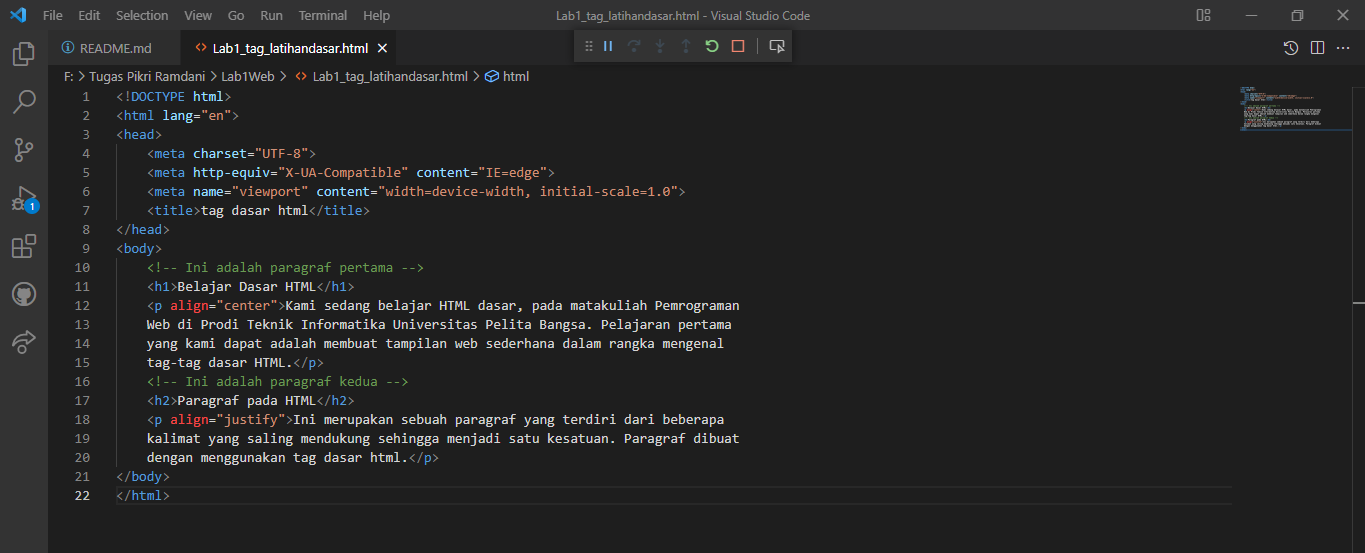 File Edit Selection View Go Run Terminal Help Lab1_tag_latihandasar.html - Visual Studio Code
README.md Lab1_tag_latihandasar.html
F: > Tugas Pikri Ramdani > Lab1Web > Lab1_tag_latihandasar.html > html
1 <!DOCTYPE html>
2 <html lang="en">
3 <head>
4     <meta charset="UTF-8">
5     <meta http-equiv="X-UA-Compatible" content="IE=edge">
6     <meta name="viewport" content="width=device-width, initial-scale=1.0">
7     <title>tag dasar html</title>
8 </head>
9 <body>
10     <!-- Ini adalah paragraf pertama -->
11     <h1>Belajar Dasar HTML</h1>
12     <p align="center">Kami sedang belajar HTML dasar, pada matakuliah Pemrograman
13     Web di Prodi Teknik Informatika Universitas Pelita Bangsa. Pelajaran pertama
14     yang kami dapat adalah membuat tampilan web sederhana dalam rangka mengenal
15     tag-tag dasar HTML.</p>
16     <!-- Ini adalah paragraf kedua -->
17     <h2>Paragraf pada HTML</h2>
18     <p align="justify">Ini merupakan sebuah paragraf yang terdiri dari beberapa
19     kalimat yang saling mendukung sehingga menjadi satu kesatuan. Paragraf dibuat
20     dengan menggunakan tag dasar html.</p>
21 </body>
22 </html>
1